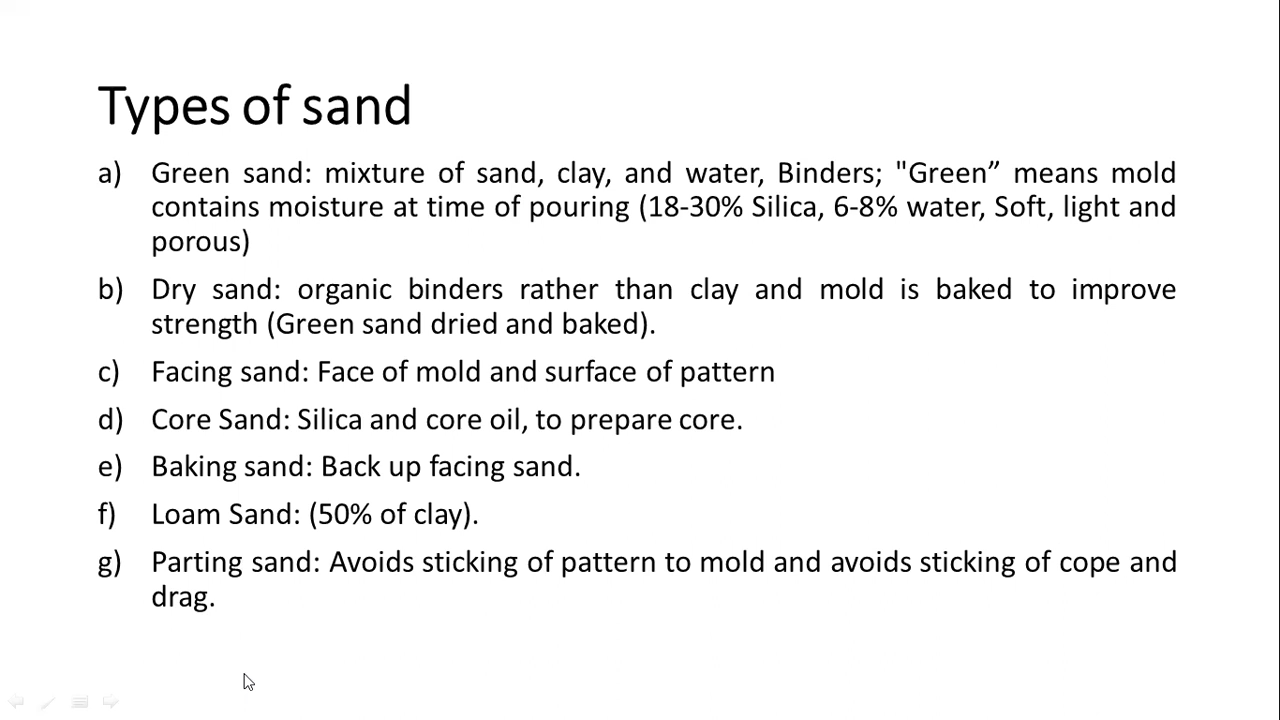 Types of sand
a) Green sand: mixture of sand, clay, and water, Binders; "Green” means mold
contains moisture at time of pouring (18-30% Silica, 6-8% water, Soft, light and
porous)
b) Dry sand: organic binders rather than clay and mold is baked to improve
strength (Green sand dried and baked).
c) Facing sand: Face of mold and surface of pattern
d) Core Sand: Silica and core oil, to prepare core.
e) Baking sand: Back up facing sand.
f) Loam Sand: (50% of clay).
g) Parting sand: Avoids sticking of pattern to mold and avoids sticking of cope and
drag.